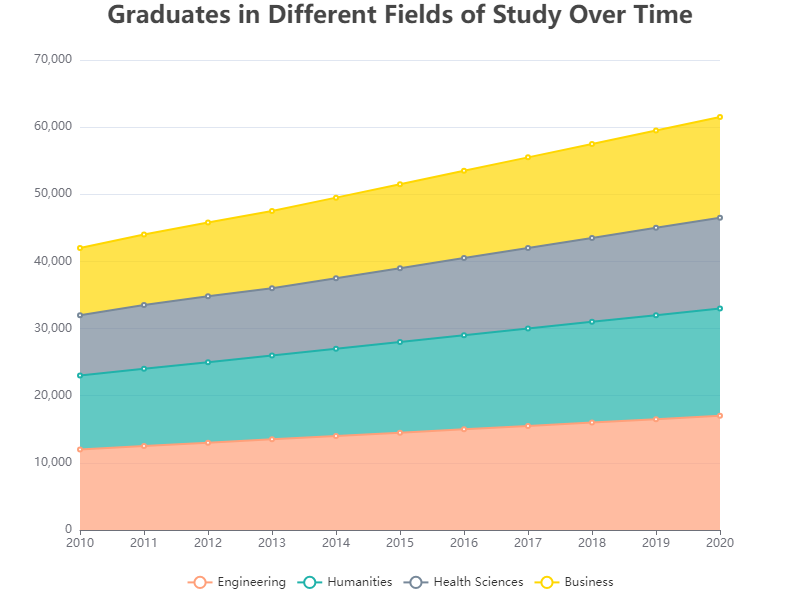 Graduates in Different Fields of Study Over Time
70,000
60,000
50,000
40,000
30,000
20,000
10,000
0
2010 2011 2012 2013 2014 2015 2016 2017 2018 2019 2020
Engineering Humanities Health Sciences Business